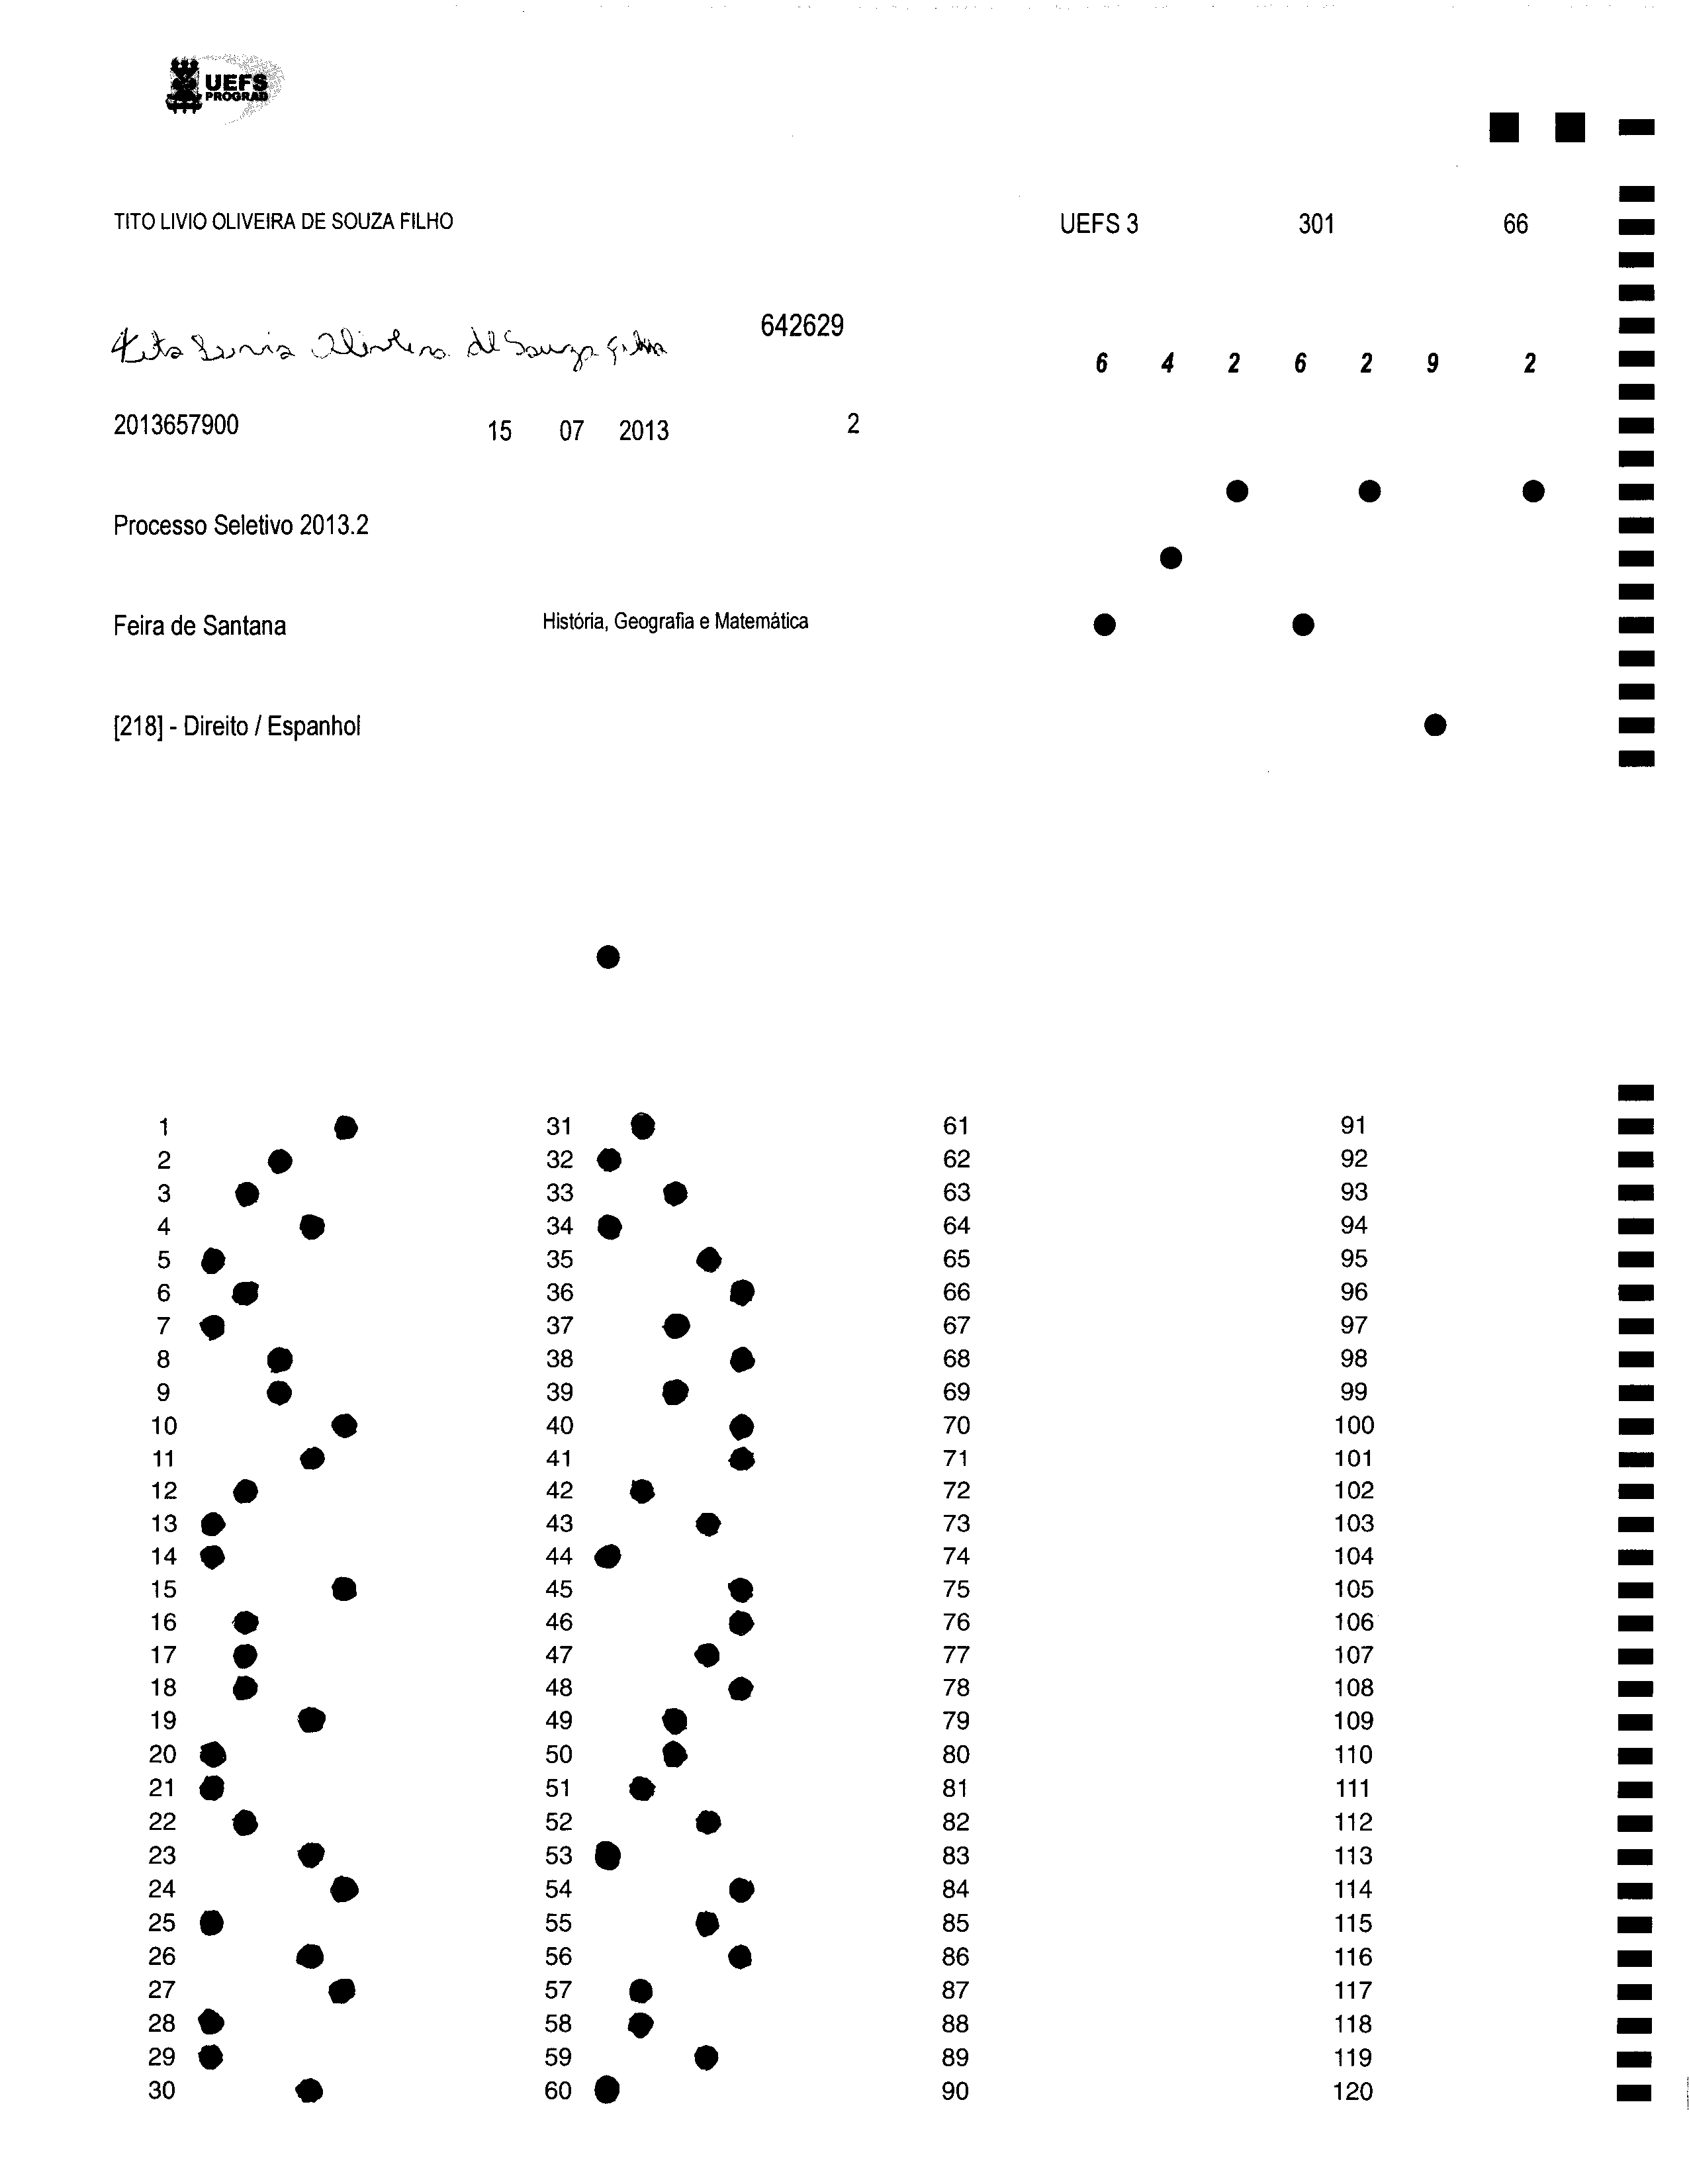 UEFS
PROGRAD
TITO LIVIO OLIVEIRA DE SOUZA FILHO UEFS 3 301 66
Tito Livio Oliveira de Souza Filho 642629
6 4 2 6 2 9 2
2013657900 15 07 2013 2
Processo Seletivo 2013.2
Feira de Santana História, Geografia e Matemática
[218] - Direito / Espanhol
1 31 61 91
2 32 62 92
3 33 63 93
4 34 64 94
5 35 65 95
6 36 66 96
7 37 67 97
8 38 68 98
9 39 69 99
10 40 70 100
11 41 71 101
12 42 72 102
13 43 73 103
14 44 74 104
15 45 75 105
16 46 76 106
17 47 77 107
18 48 78 108
19 49 79 109
20 50 80 110
21 51 81 111
22 52 82 112
23 53 83 113
24 54 84 114
25 55 85 115
26 56 86 116
27 57 87 117
28 58 88 118
29 59 89 119
30 60 90 120